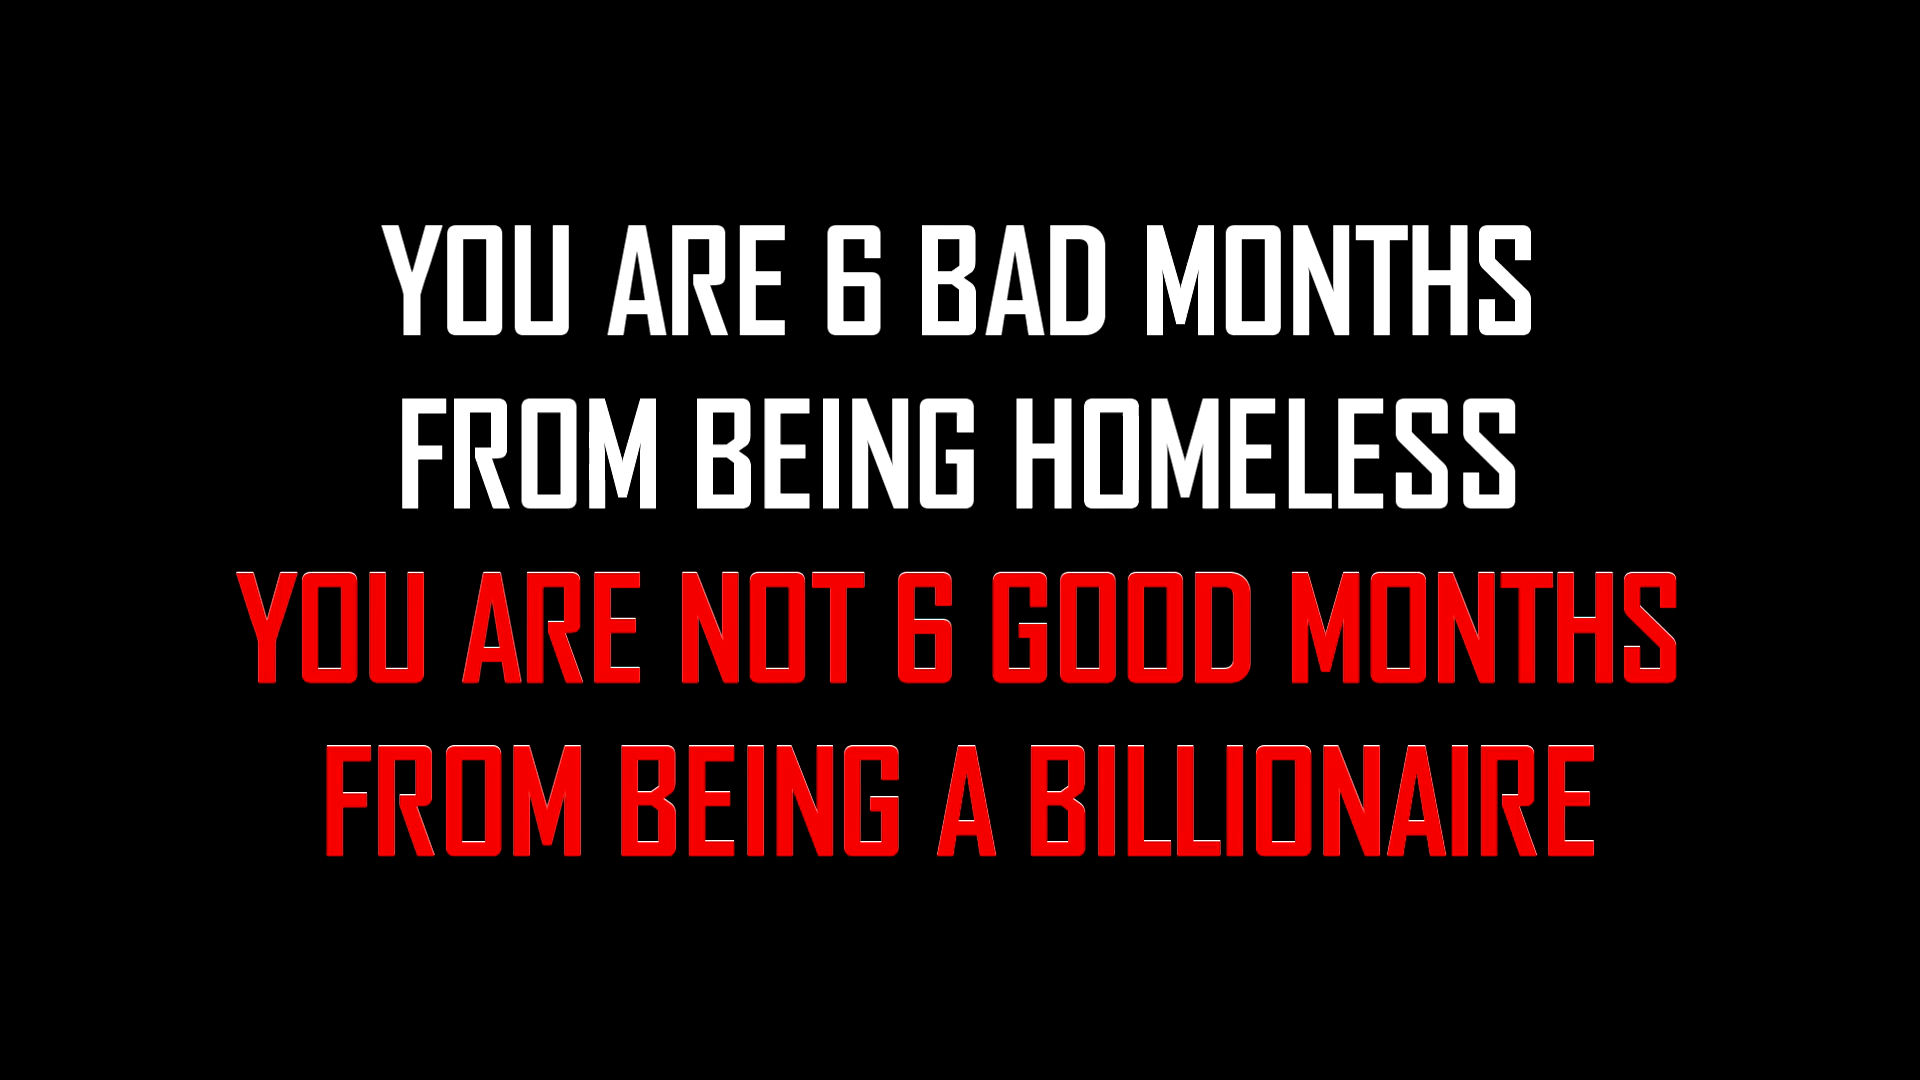 YOU ARE 6 BAD MONTHS
FROM BEING HOMELESS
YOU ARE NOT 6 GOOD MONTHS
FROM BEING A BILLIONAIRE